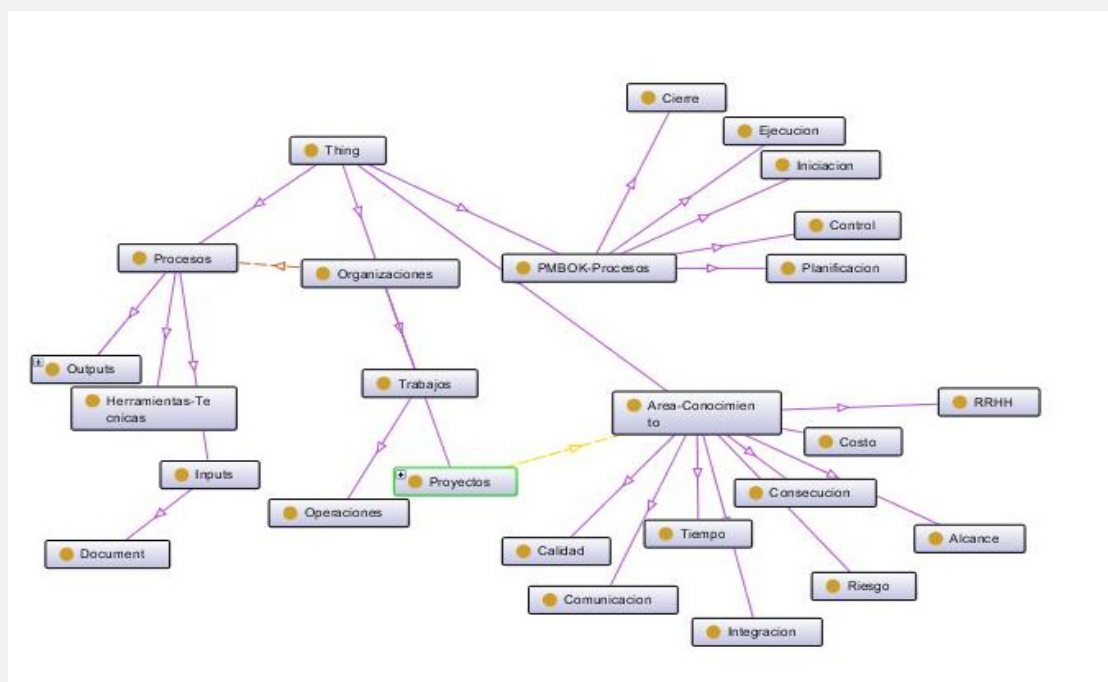 Cierre
Ejecucion
Thing
Iniciacion
Control
Procesos
Organizaciones
PMBOK-Procesos
Planificacion
Outputs
Herramientas-Te
cnicas
Trabajos
Area-Conocimien
to
RRHH
Costo
Inputs
Proyectos
Consecucion
Operaciones
Document
Calidad
Tiempo
Alcance
Comunicacion
Riesgo
Integracion